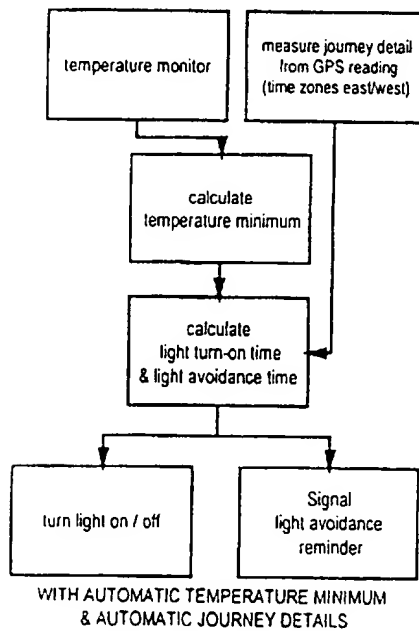 temperature monitor
measure journey detail
from GPS reading
(time zones east/west)
calculate
temperature minimum
calculate
light turn-on time
& light avoidance time
turn light on / off
Signal
light avoidance
reminder
WITH AUTOMATIC TEMPERATURE MINIMUM
& AUTOMATIC JOURNEY DETAILS